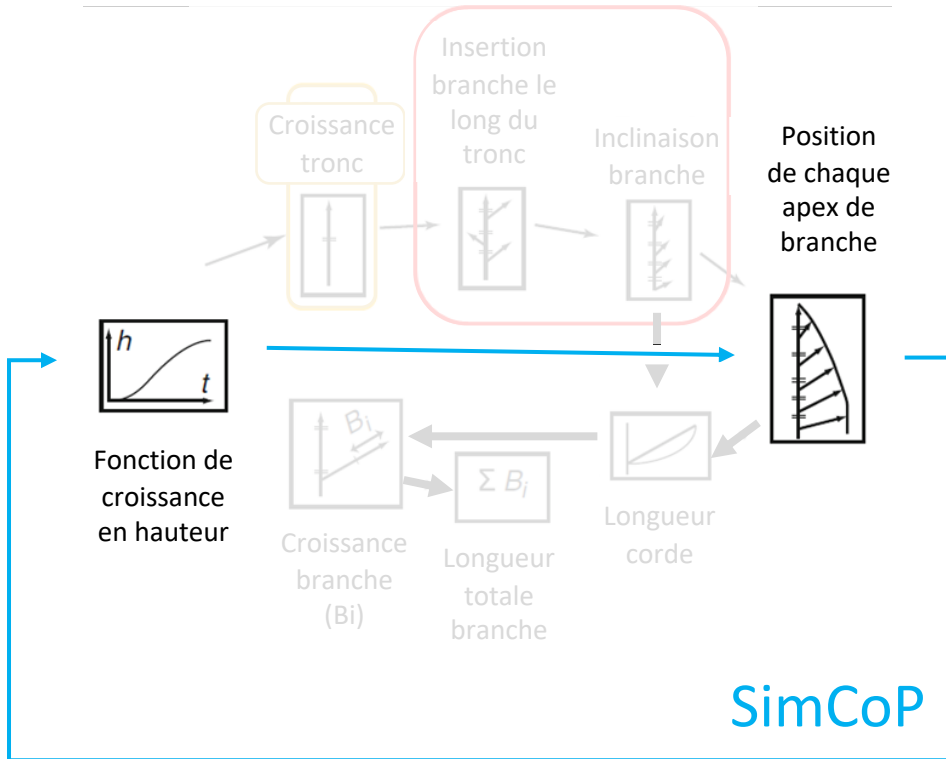 Insertion
branche le
long du
tronc
Croissance
tronc
Inclinaison
branche
Position
de chaque
apex de
branche
h
t
Fonction de
croissance
en hauteur
Bi
Σ Bi
Croissance
branche
(Bi)
Longueur
totale
branche
Longueur
corde
SimCoP